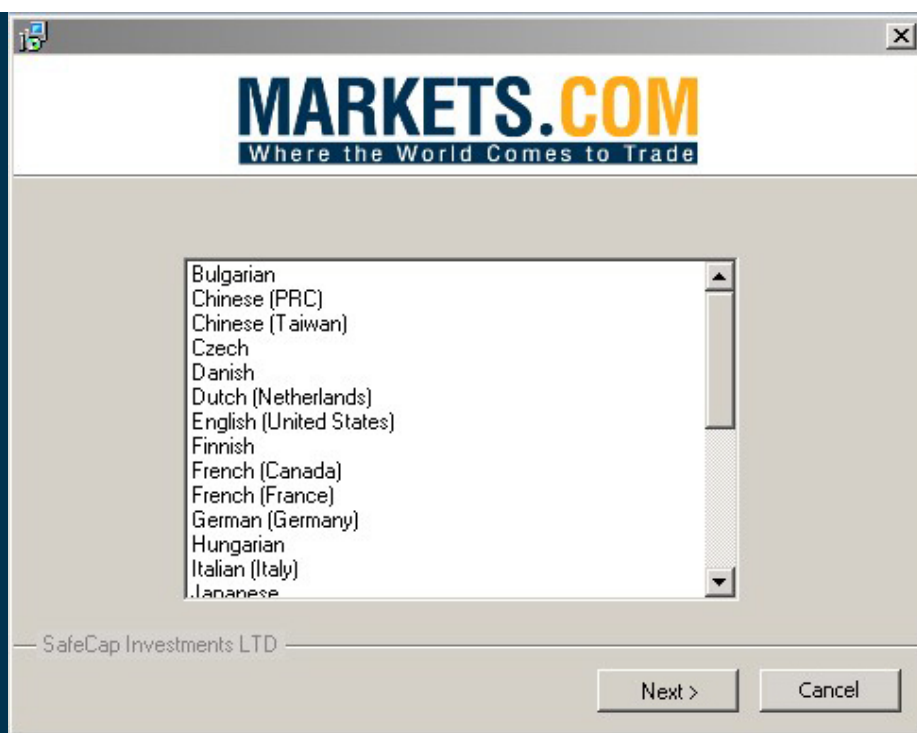 MARKETS.COM
Where the World Comes to Trade
Bulgarian
Chinese (PRC)
Chinese (Taiwan)
Czech
Danish
Dutch (Netherlands)
English (United States)
Finnish
French (Canada)
French (France)
German (Germany)
Hungarian
Italian (Italy)
Japanese
SafeCap Investments LTD
Next >
Cancel